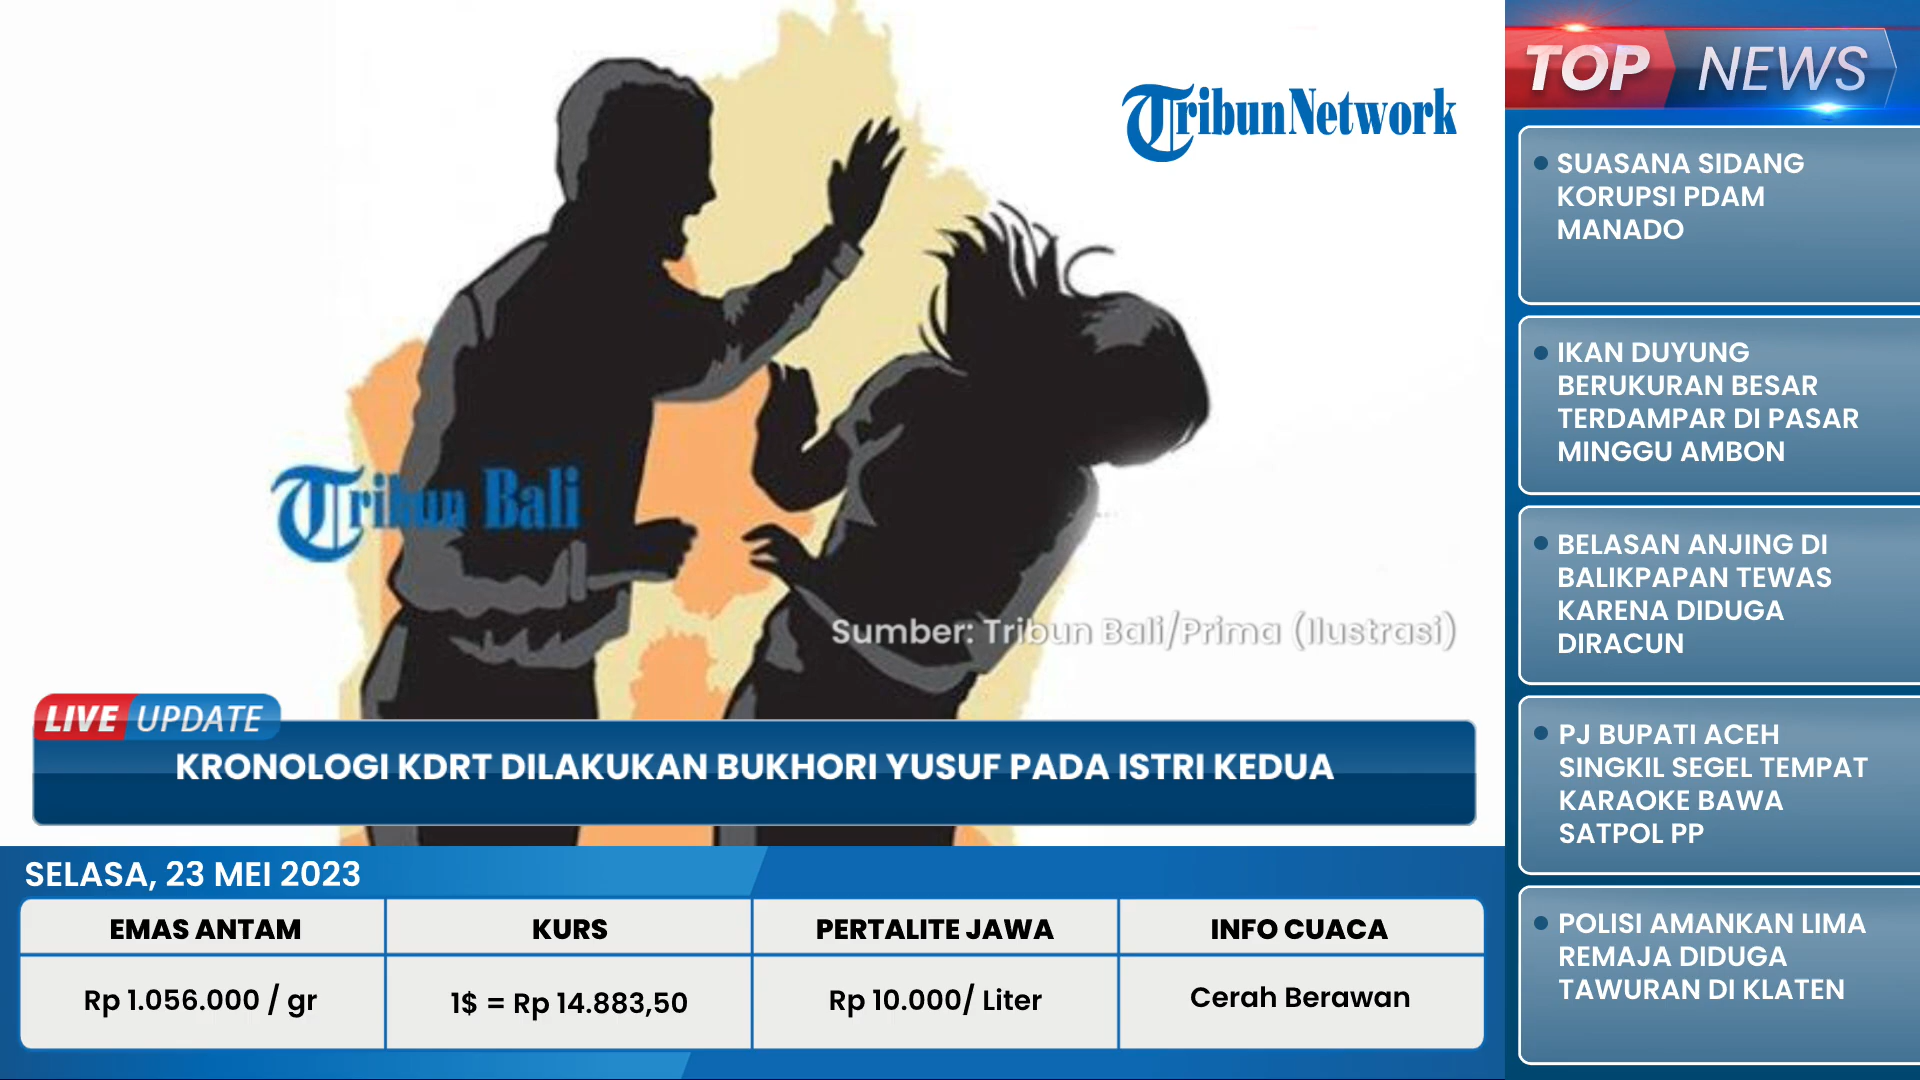 TribunNetwork
Tribun Bali
Sumber: Tribun Bali/Prima (Ilustrasi)
LIVE UPDATE
KRONOLOGI KDRT DILAKUKAN BUKHORI YUSUF PADA ISTRI KEDUA
SELASA, 23 MEI 2023
EMAS ANTAM
KURS
PERTALITE JAWA
INFO CUACA
Rp 1.056.000 / gr
1$ = Rp 14.883,50
Rp 10.000/ Liter
Cerah Berawan
TOP NEWS
SUASANA SIDANG
KORUPSI PDAM
MANADO
IKAN DUYUNG
BERUKURAN BESAR
TERDAMPAR DI PASAR
MINGGU AMBON
BELASAN ANJING DI
BALIKPAPAN TEWAS
KARENA DIDUGA
DIRACUN
PJ BUPATI ACEH
SINGKIL SEGEL TEMPAT
KARAOKE BAWA
SATPOL PP
POLISI AMANKAN LIMA
REMAJA DIDUGA
TAWURAN DI KLATEN